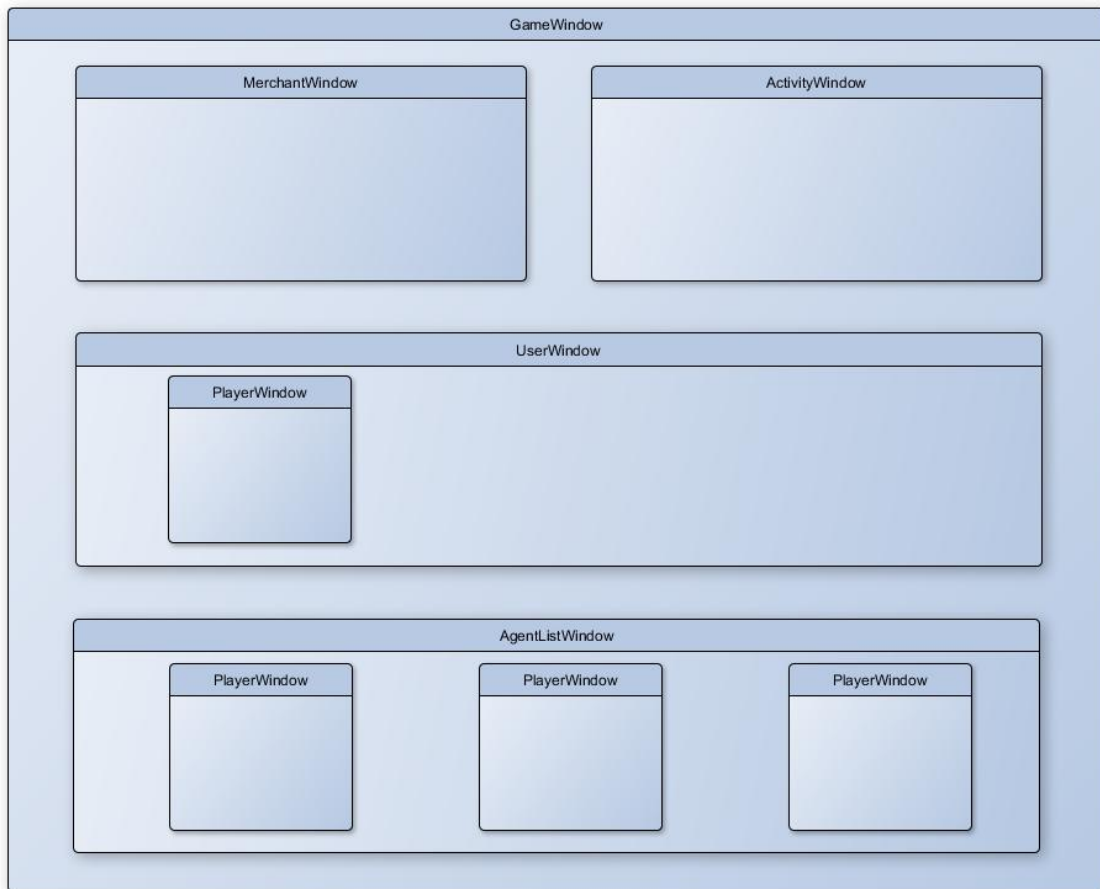 GameWindow
MerchantWindow
ActivityWindow
UserWindow
PlayerWindow
AgentListWindow
PlayerWindow
PlayerWindow
PlayerWindow